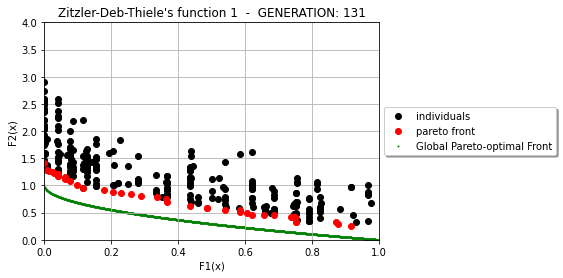 Zitzler-Deb-Thiele's function 1 - GENERATION: 131
4.0
3.5
3.0
2.5
2.0
1.5
1.0
0.5
0.0
F2(x)
0.0 0.2 0.4 0.6 0.8 1.0
F1(x)
individuals
pareto front
Global Pareto-optimal Front